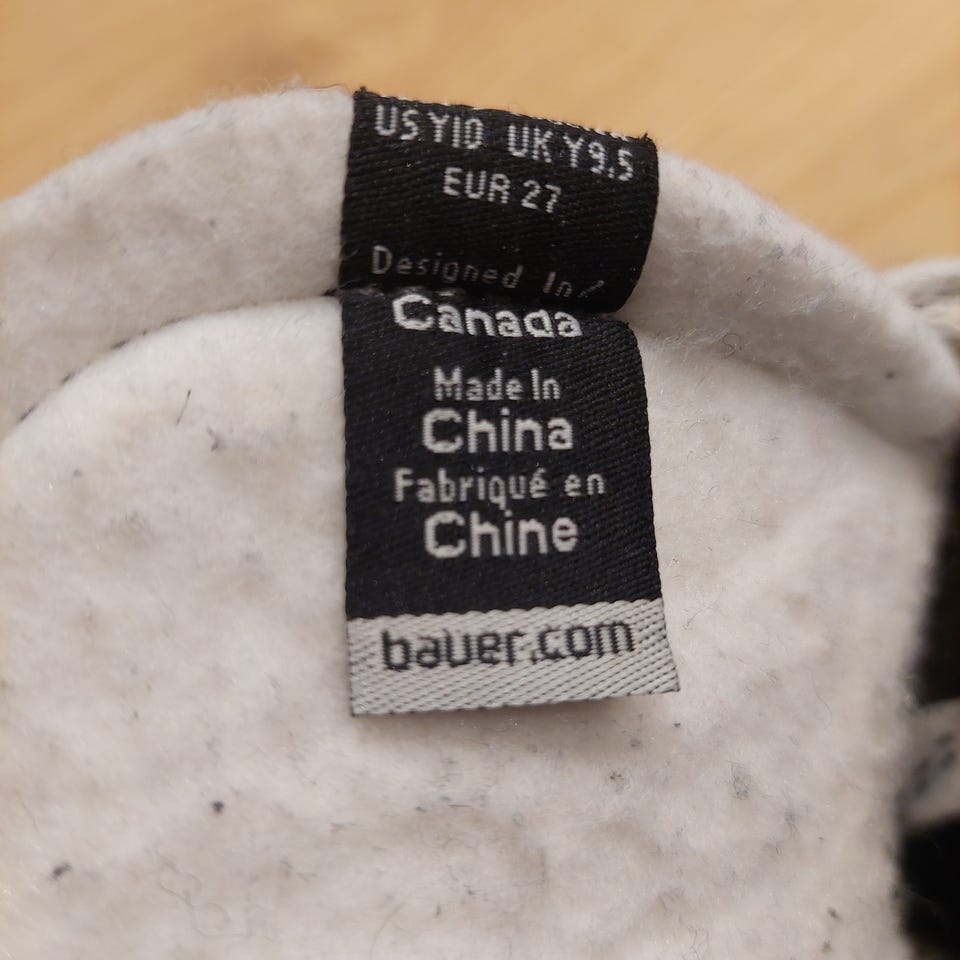 US Y10 UK Y9.5
EUR 27
Designed In/
Canada
Made In
China
Fabriqué en
Chine
bauer.com